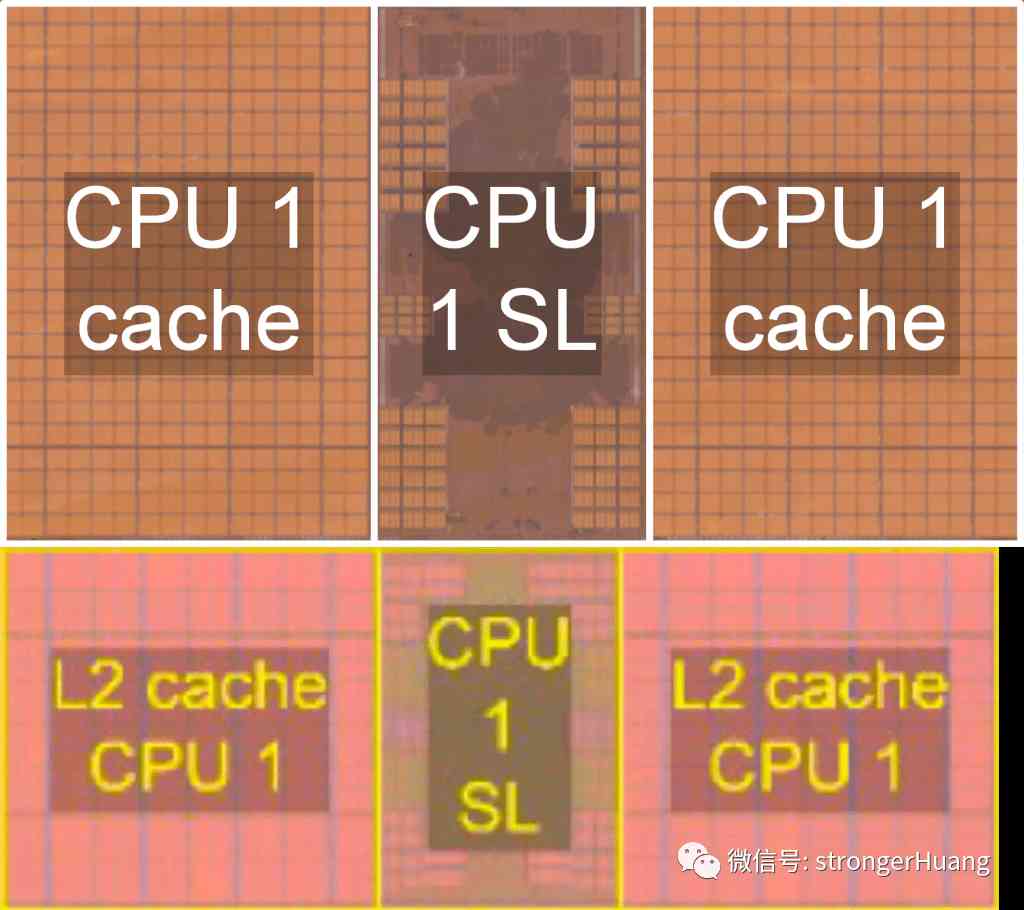 CPU 1
cache
CPU
1 SL
CPU 1
cache
L2 cache
CPU 1
CPU
1
SL
L2 cache
CPU 1
微信号: strongerHuang